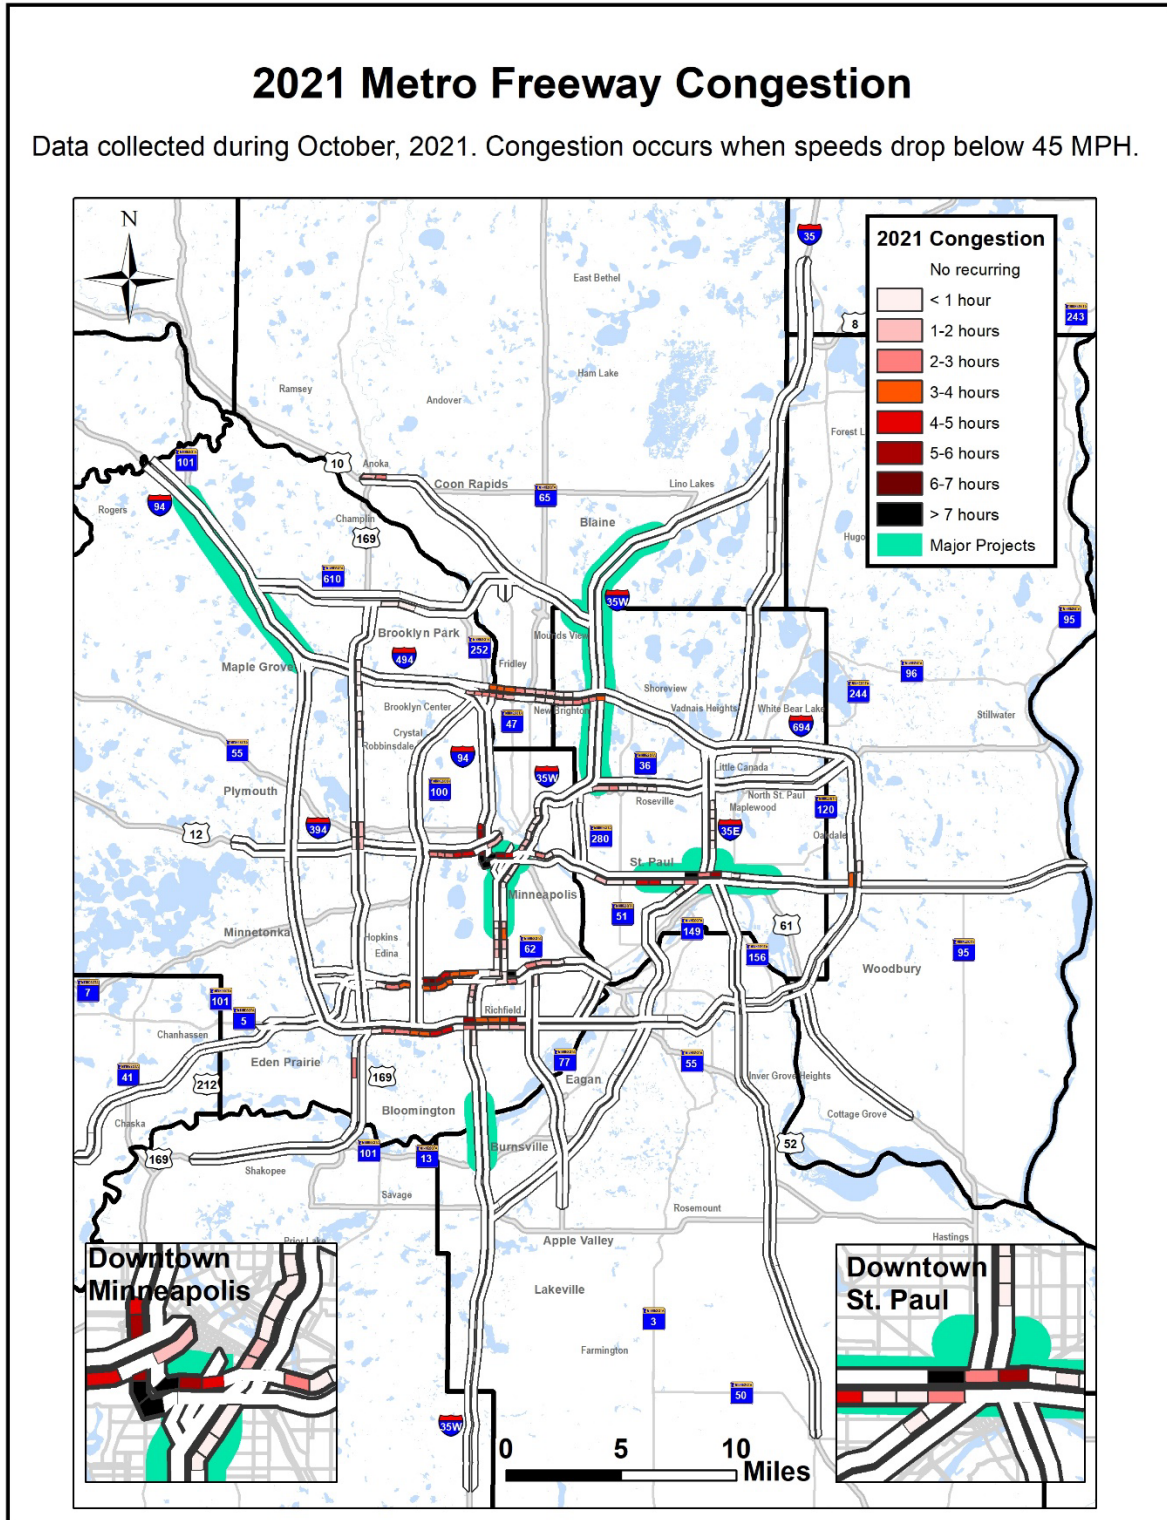 2021 Metro Freeway Congestion
Data collected during October, 2021. Congestion occurs when speeds drop below 45 MPH.
N
35
2021 Congestion
No recurring
< 1 hour
1-2 hours
2-3 hours
3-4 hours
4-5 hours
5-6 hours
6-7 hours
> 7 hours
Major Projects
East Bethel
243
8
Ham Lake
Ramsey
Andover
Forest L
101
10
Anoka
Coon Rapids
65
Lino Lakes
94
Rogers
Champlin
Blaine
169
Hugo
610
35W
95
Brooklyn Park
Mounds View
252
494
Fridley
Maple Grove
96
Shoreview
244
Brooklyn Center
New Brighton
Vadnais Heights
White Bear Lake
Stillwater
47
694
Crystal
Robbinsdale
55
94
36
Little Canada
35W
Plymouth
100
North St. Paul
Roseville
Maplewood
120
394
12
280
35E
Oakdale
St. Paul
Minneapolis
51
61
Minnetonka
Hopkins
149
62
Edina
156
95
Woodbury
7
101
Richfield
5
Chanhassen
Eden Prairie
77
55
41
169
Eagan
Inver Grove Heights
212
Bloomington
Cottage Grove
Chaska
52
169
101
13
Burnsville
Shakopee
Savage
Rosemount
Prior Lake
Apple Valley
Hastings
Downtown
Minneapolis
Downtown
St. Paul
Lakeville
3
Farmington
50
35W
0 5 10
Miles